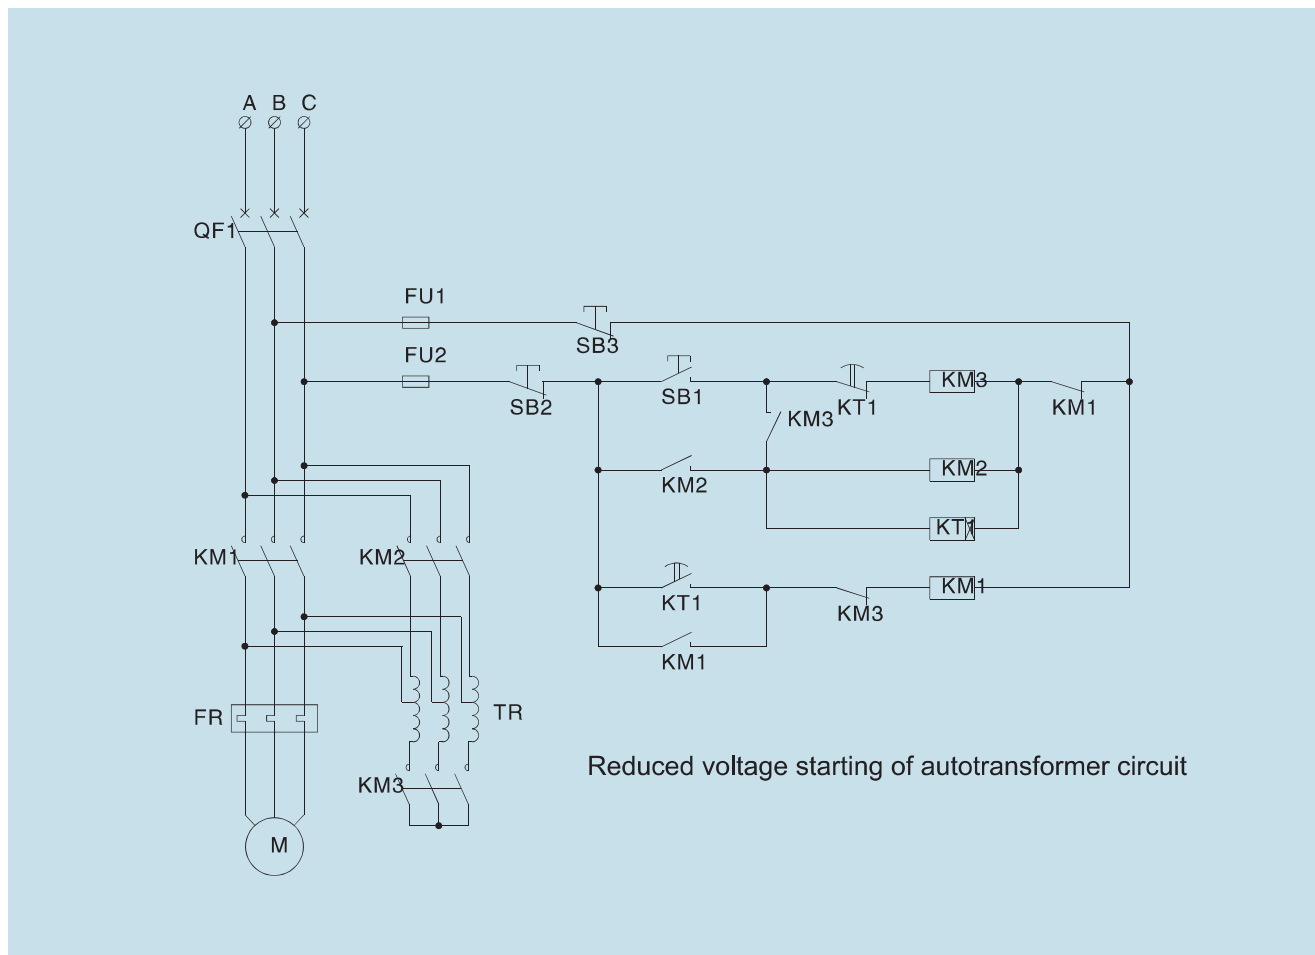 A B C
QF1
FU1
SB3
FU2
SB2
SB1
KT1
KM3
KM1
KM3
KM2
KM2
KT1
KM1
KM2
KT1
KM3
KM1
KM1
FR
TR
KM3
Reduced voltage starting of autotransformer circuit
M